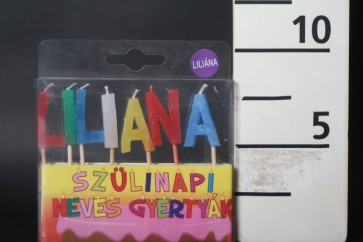 LILIÁNA
LILIANA
SZÜLINAPI
NEVES GYERTYÁK
10
5